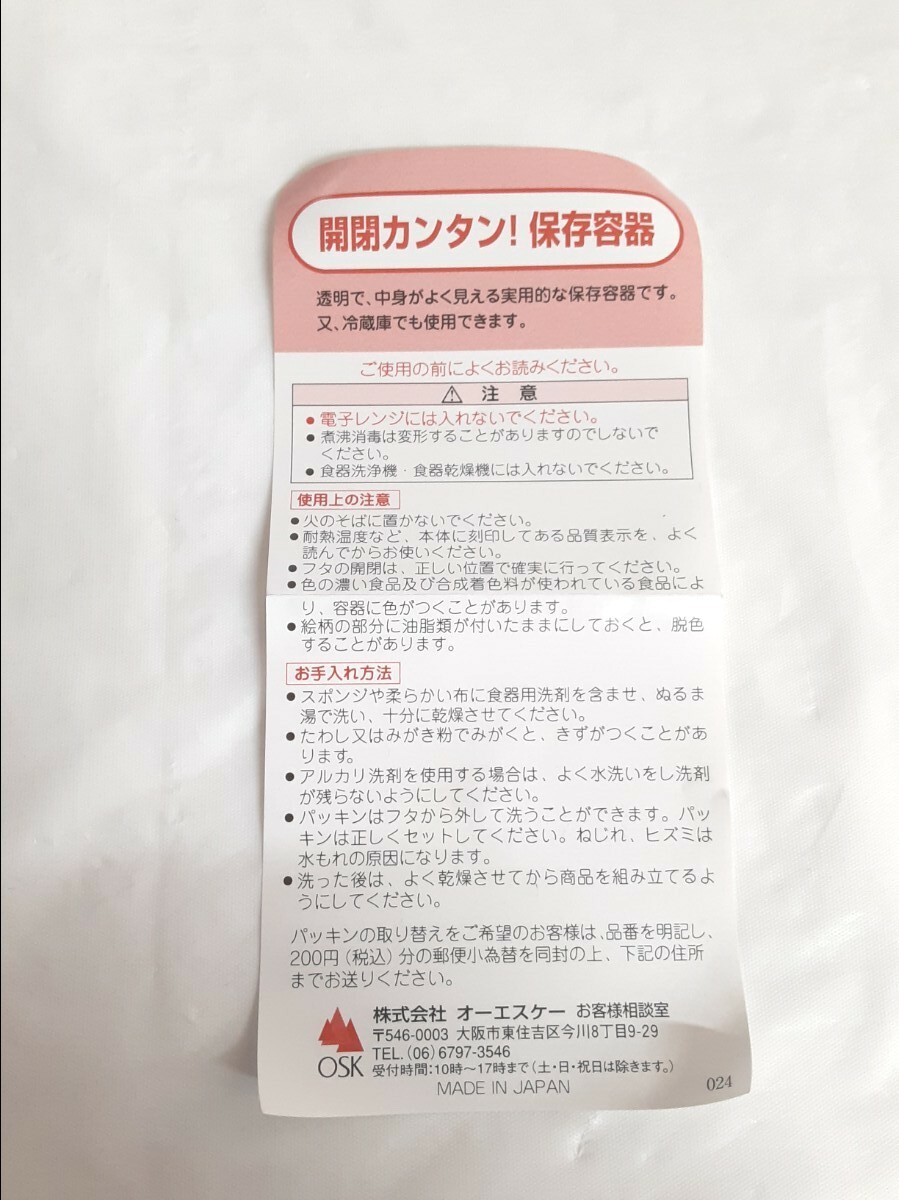 開閉カンタン! 保存容器
透明で、中身がよく見える実用的な保存容器です。
又、冷蔵庫でも使用できます。
ご使用の前によくお読みください。
⚠ 注 意
● 電子レンジには入れないでください。
● 煮沸消毒は変形することがありますのでしないで
ください。
● 食器洗浄機・食器乾燥機には入れないでください。
使用上の注意
● 火のそばに置かないでください。
● 耐熱温度など、本体に刻印してある品質表示を、よく
読んでからお使いください。
● フタの開閉は、正しい位置で確実に行ってください。
● 色の濃い食品及び合成着色料が使われている食品によ
り、容器に色がつくことがあります。
● 絵柄の部分に油脂類が付いたままにしておくと、脱色
することがあります。
お手入れ方法
● スポンジや柔らかい布に食器用洗剤を含ませ、ぬるま
湯で洗い、十分に乾燥させてください。
● たわし又はみがき粉でみがくと、きずがつくことがあ
ります。
● アルカリ洗剤を使用する場合は、よく水洗いをし洗剤
が残らないようにしてください。
● パッキンはフタから外して洗うことができます。パッ
キンは正しくセットしてください。ねじれ、ヒズミは
水もれの原因になります。
● 洗った後は、よく乾燥させてから商品を組み立てるよ
うにしてください。
パッキンの取り替えをご希望のお客様は、品番を明記し、
200円(税込)分の郵便小為替を同封の上、下記の住所
までお送りください。
株式会社 オーエスケー お客様相談室
〒546-0003 大阪市東住吉区今川8丁目9-29
TEL.(06)6797-3546
OSK 受付時間:10時〜17時まで(土・日・祝日は除きます。)
MADE IN JAPAN 024